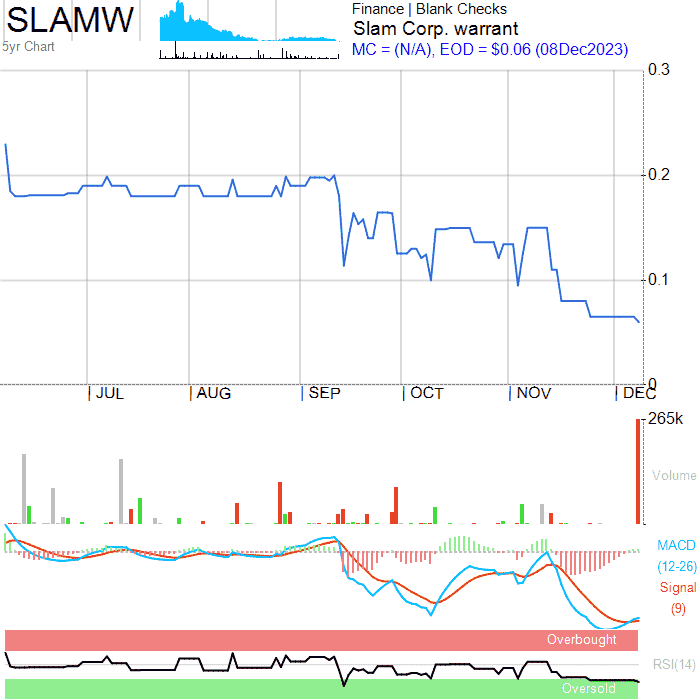 SLAMW
5yr Chart
Finance | Blank Checks
Slam Corp. warrant
MC = (N/A), EOD = $0.06 (08Dec2023)
0.3
0.2
0.1
0
JUL
AUG
SEP
OCT
NOV
DEC
265k
Volume
MACD
(12-26)
Signal
(9)
Overbought
RSI(14)
Oversold